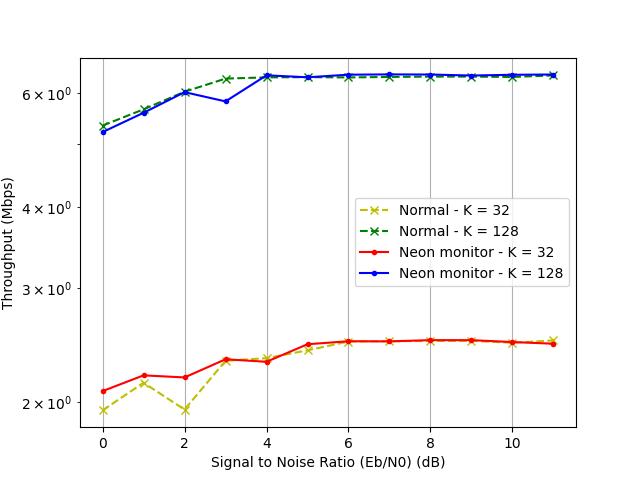 6 × 10⁰
4 × 10⁰
3 × 10⁰
2 × 10⁰
Throughput (Mbps)
Normal - K = 32
Normal - K = 128
Neon monitor - K = 32
Neon monitor - K = 128
0 2 4 6 8 10
Signal to Noise Ratio (Eb/N0) (dB)